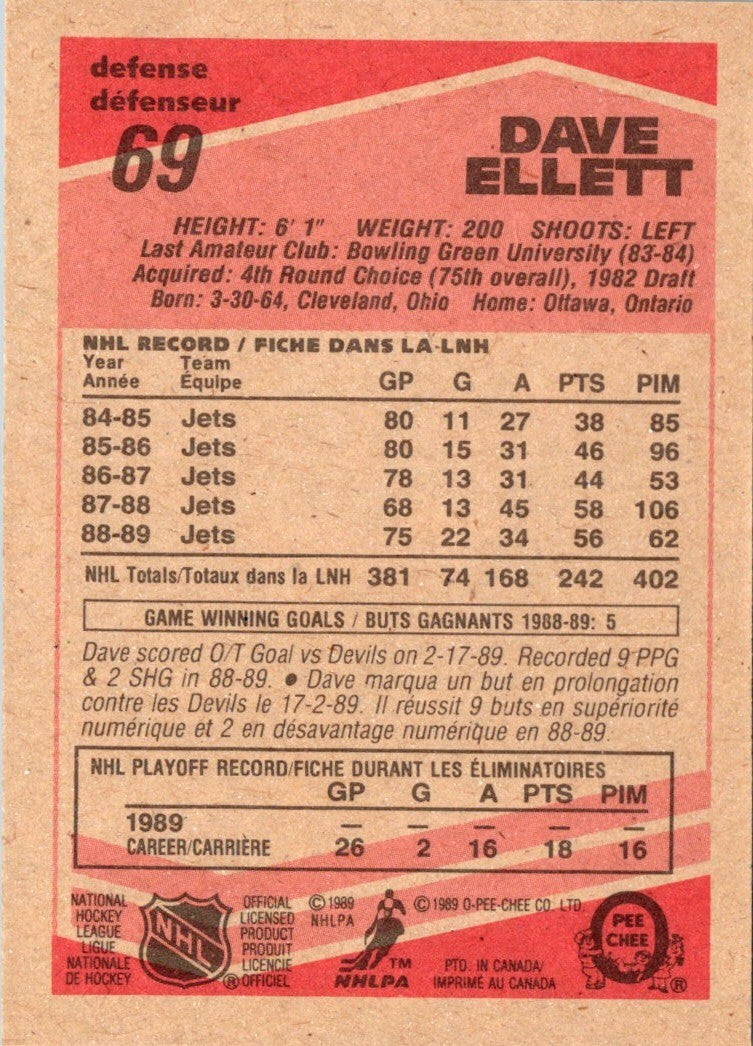 defense
défenseur
69
DAVE
ELLETT
HEIGHT: 6' 1" WEIGHT: 200 SHOOTS: LEFT
Last Amateur Club: Bowling Green University (83-84)
Acquired: 4th Round Choice (75th overall), 1982 Draft
Born: 3-30-64, Cleveland, Ohio Home: Ottawa, Ontario
NHL RECORD / FICHE DANS LA LNH
Year Team
Année Équipe GP G A PTS PIM
84-85 Jets 80 11 27 38 85
85-86 Jets 80 15 31 46 96
86-87 Jets 78 13 31 44 53
87-88 Jets 68 13 45 58 106
88-89 Jets 75 22 34 56 62
NHL Totals/Totaux dans la LNH 381 74 168 242 402
GAME WINNING GOALS / BUTS GAGNANTS 1988-89: 5
Dave scored O/T Goal vs Devils on 2-17-89. Recorded 9 PPG
& 2 SHG in 88-89. ● Dave marqua un but en prolongation
contre les Devils le 17-2-89. Il réussit 9 buts en supériorité
numérique et 2 en désavantage numérique en 88-89.
NHL PLAYOFF RECORD/FICHE DURANT LES ÉLIMINATOIRES
GP G A PTS PIM
1989 — — — — —
CAREER/CARRIÈRE 26 2 16 18 16
NATIONAL
HOCKEY
LEAGUE
LIGUE
NATIONALE
DE HOCKEY
NHL
®
OFFICIAL
LICENSED
PRODUCT
PRODUIT
LICENCIE
OFFICIEL
© 1989
NHLPA
TM
NHLPA
© 1989 O-PEE-CHEE CO. LTD.
PTD. IN CANADA/
IMPRIMÉ AU CANADA
O
PEE
CHEE
®